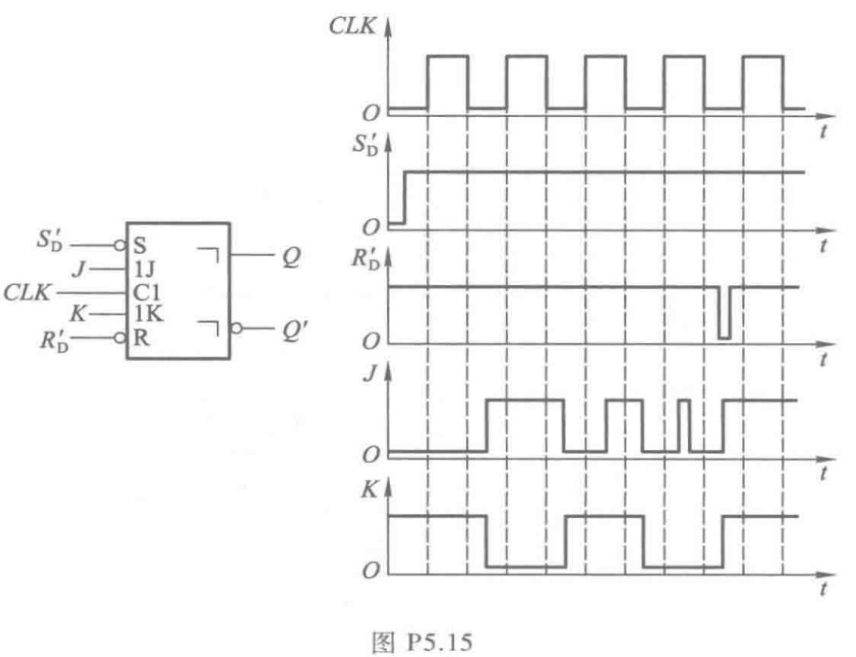 S′D
J
CLK
K
R′D
S
1J
C1
1K
R
Q
Q′
CLK
O
t
S′D
O
t
R′D
O
t
J
O
t
K
O
t
图 P5.15